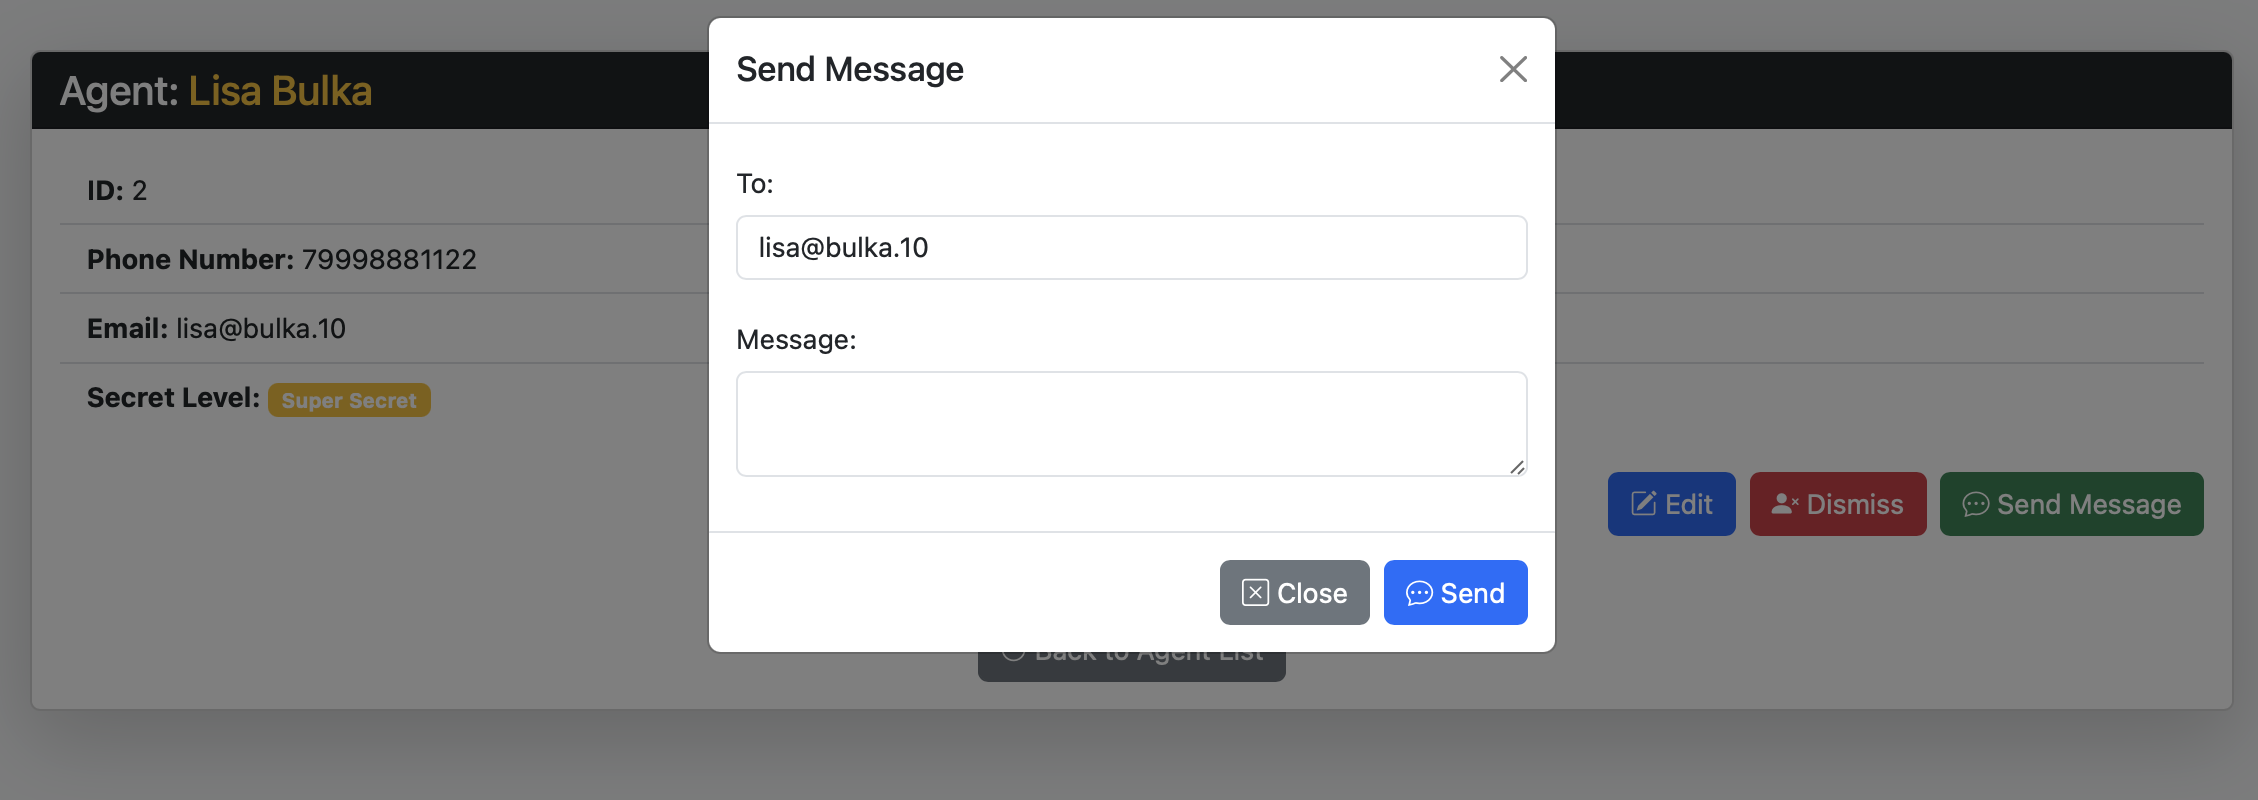 Agent: Lisa Bulka
ID: 2
Phone Number: 79998881122
Email: lisa@bulka.10
Secret Level: Super Secret
Send Message
To:
lisa@bulka.10
Message:
Close
Send
Edit
Dismiss
Send Message
Back to Agent List